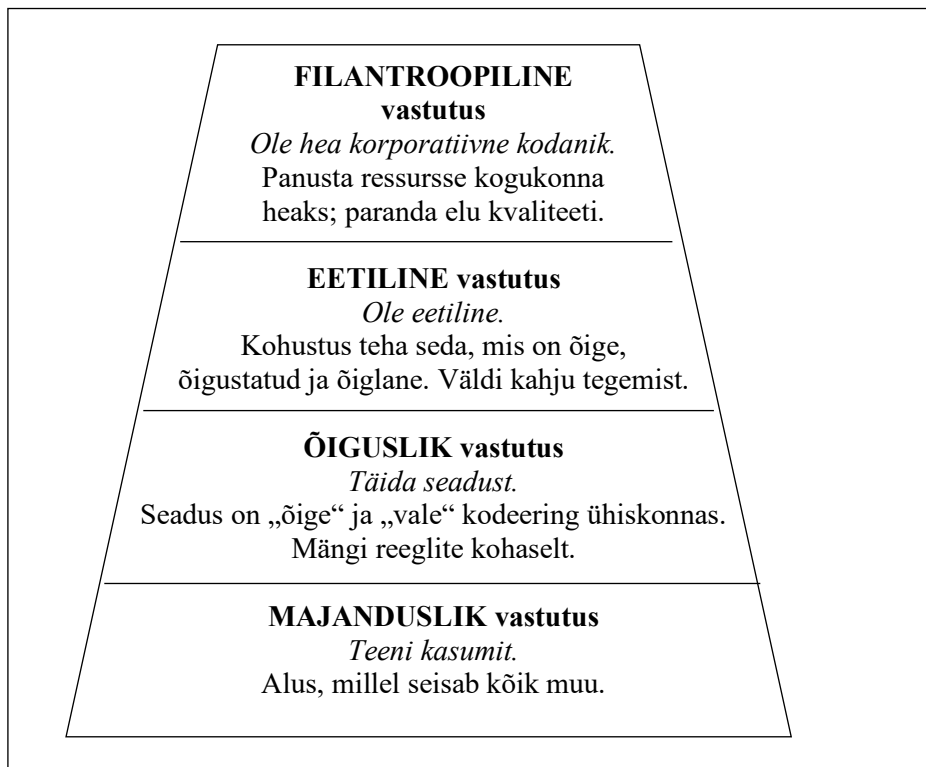 FILANTROOPILINE
vastutus
Ole hea korporatiivne kodanik.
Panusta ressursse kogukonna
heaks; paranda elu kvaliteeti.
EETILINE vastutus
Ole eetiline.
Kohustus teha seda, mis on õige,
õigustatud ja õiglane. Väldi kahju tegemist.
ÕIGUSLIK vastutus
Täida seadust.
Seadus on „õige“ ja „vale“ kodeering ühiskonnas.
Mängi reeglite kohaselt.
MAJANDUSLIK vastutus
Teeni kasumit.
Alus, millel seisab kõik muu.